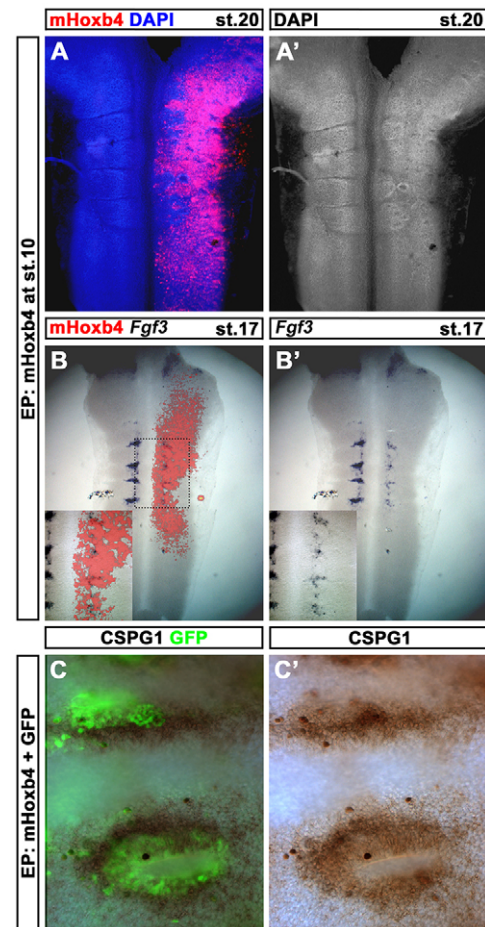 mHoxb4 DAPI st.20
DAPI st.20
A
A'
EP: mHoxb4 at st.10
mHoxb4 Fgf3 st.17
Fgf3 st.17
B
B'
CSPG1 GFP
CSPG1
EP: mHoxb4 + GFP
C
C'